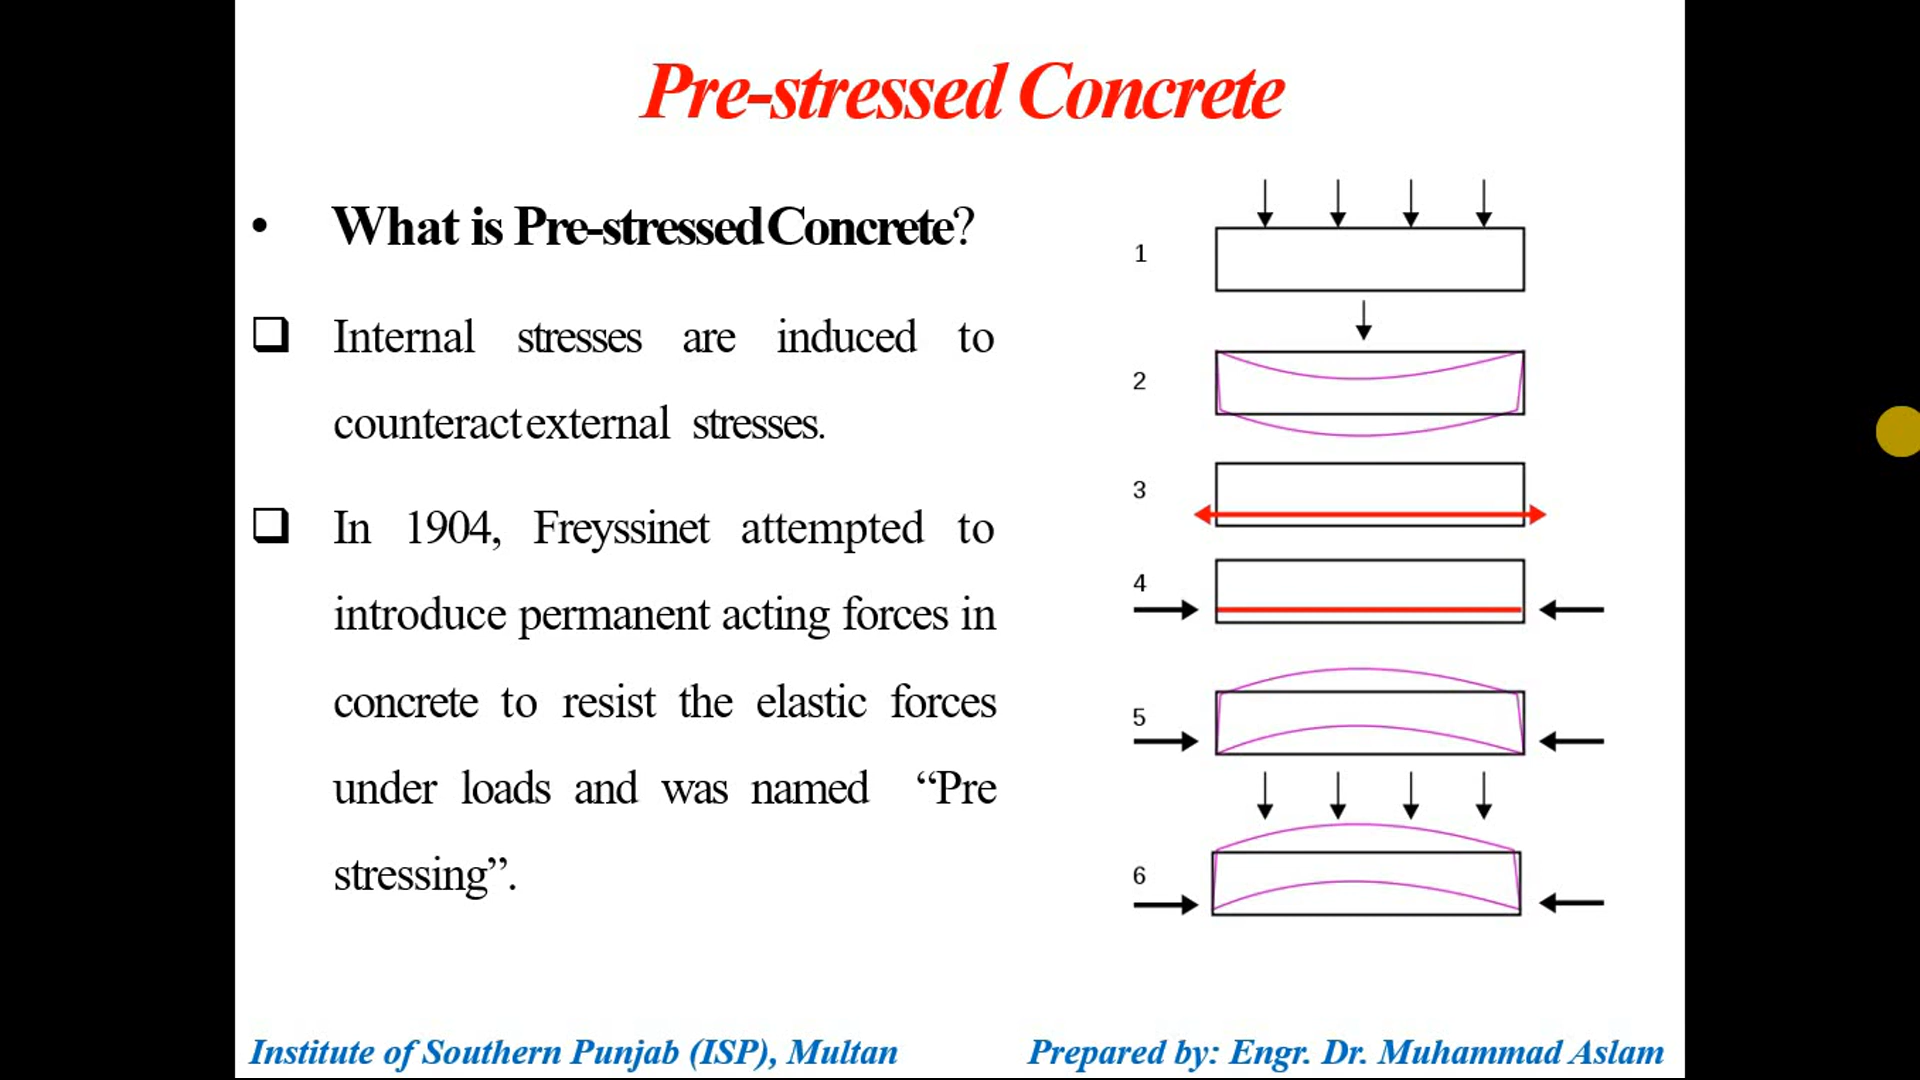 Pre-stressed Concrete
• What is Pre-stressed Concrete?
Internal stresses are induced to
counteract external stresses.
In 1904, Freyssinet attempted to
introduce permanent acting forces in
concrete to resist the elastic forces
under loads and was named “Pre
stressing”.
1
2
3
4
5
6
Institute of Southern Punjab (ISP), Multan
Prepared by: Engr. Dr. Muhammad Aslam